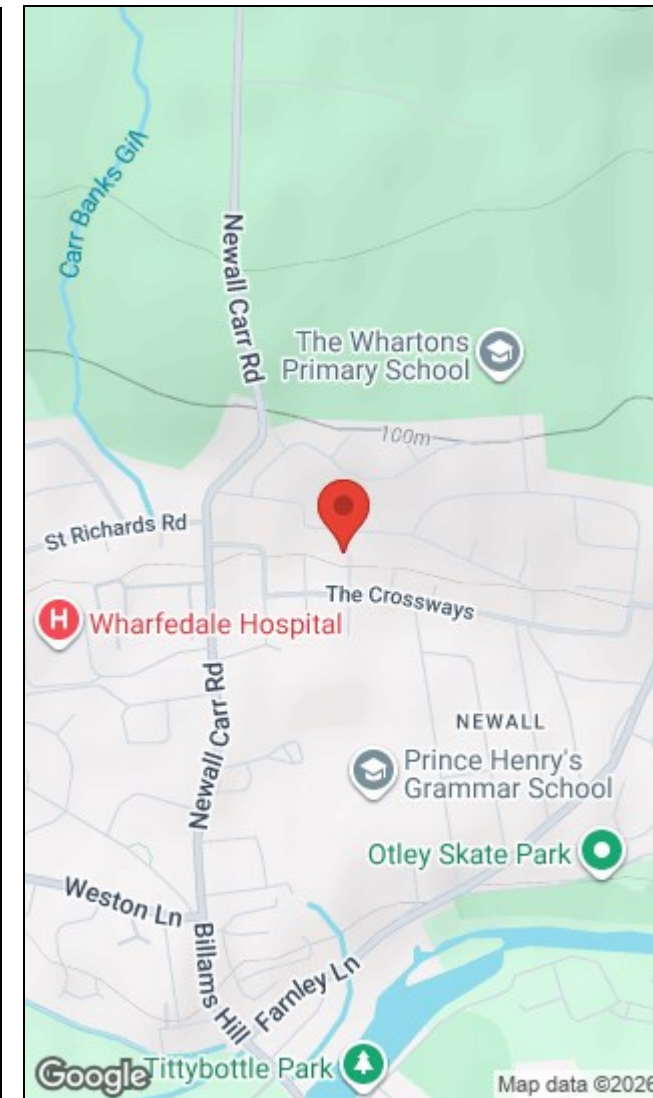 Carr Banks Gill
Newall Carr Rd
The Whartons
Primary School
100m
St Richards Rd
The Crossways
H
Wharfedale Hospital
Newall Carr Rd
NEWALL
Prince Henry's
Grammar School
Otley Skate Park
Weston Ln
Billams Hill
Farnley Ln
Tittybottle Park
Google
Map data ©2026